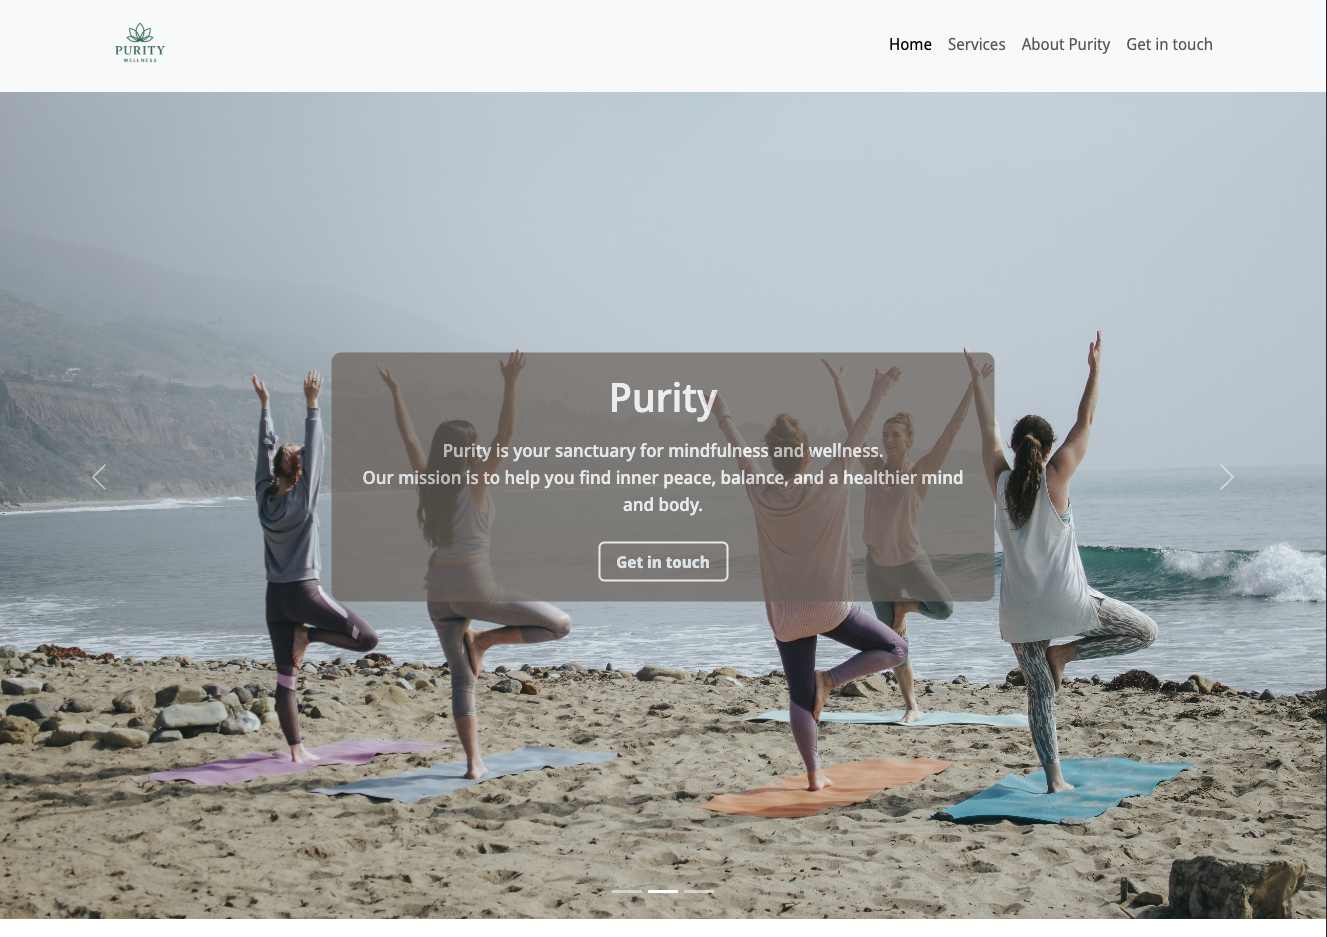 PURITY
WELLNESS
Home Services About Purity Get in touch
Purity
Purity is your sanctuary for mindfulness and wellness.
Our mission is to help you find inner peace, balance, and a healthier mind
and body.
Get in touch